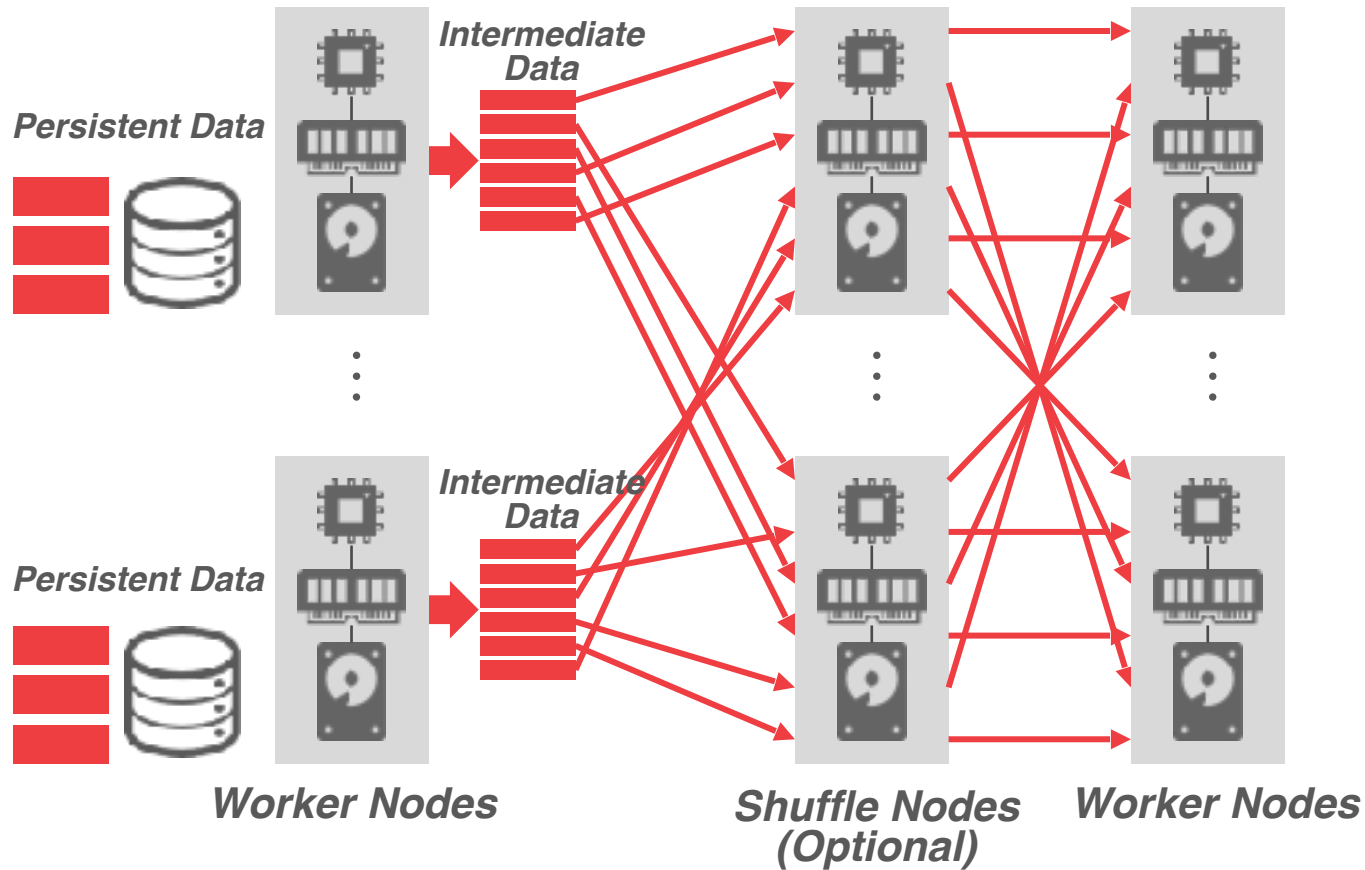 Intermediate
Data
Persistent Data
Intermediate
Data
Persistent Data
Worker Nodes
Shuffle Nodes
(Optional)
Worker Nodes